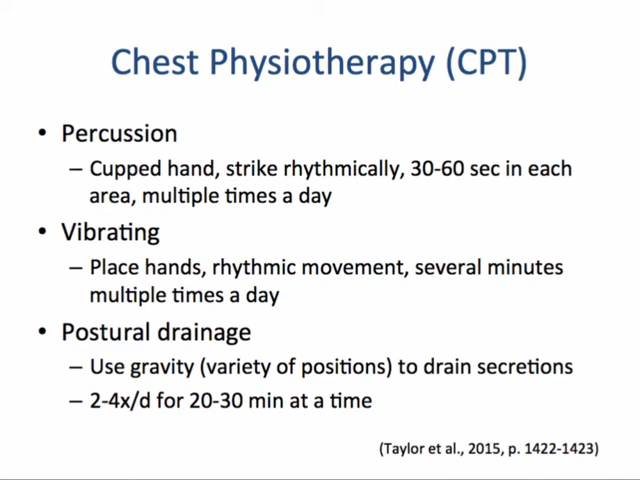 Chest Physiotherapy (CPT)
• Percussion
– Cupped hand, strike rhythmically, 30-60 sec in each
area, multiple times a day
• Vibrating
– Place hands, rhythmic movement, several minutes
multiple times a day
• Postural drainage
– Use gravity (variety of positions) to drain secretions
– 2-4x/d for 20-30 min at a time
(Taylor et al., 2015, p. 1422-1423)